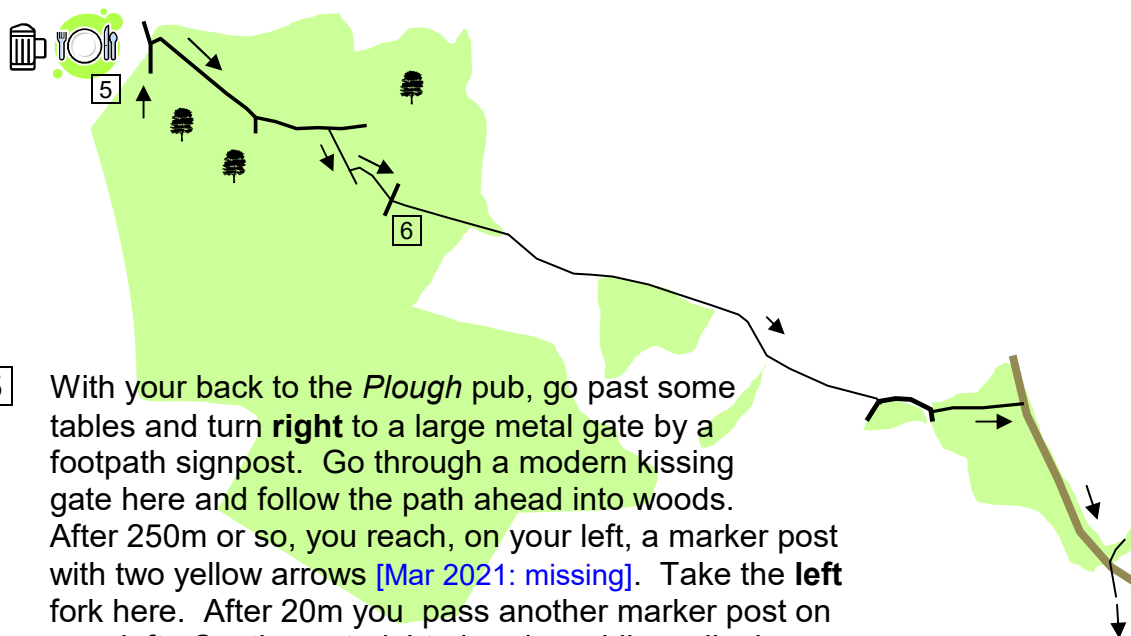 5
6
With your back to the Plough pub, go past some
tables and turn right to a large metal gate by a
footpath signpost. Go through a modern kissing
gate here and follow the path ahead into woods.
After 250m or so, you reach, on your left, a marker post
with two yellow arrows [Mar 2021: missing]. Take the left
fork here. After 20m you pass another marker post on